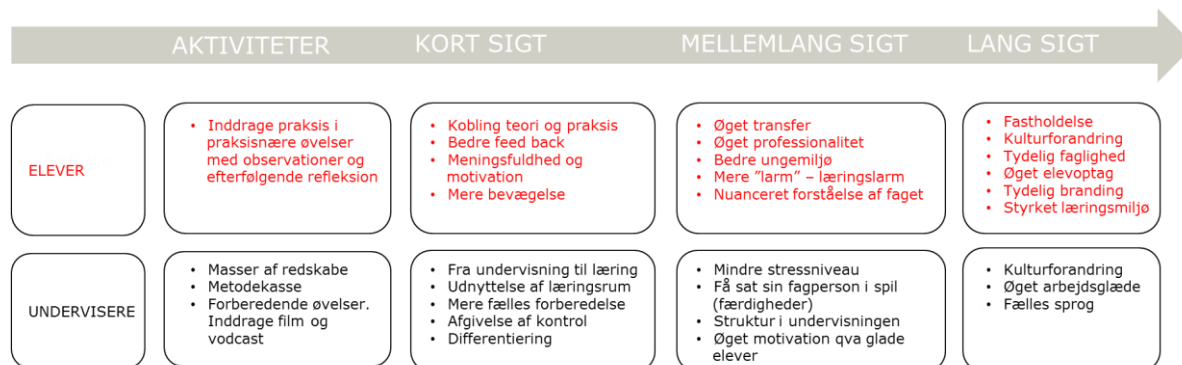 AKTIVITETER KORT SIGT MELLEMLANG SIGT LANG SIGT
ELEVER
• Inddrage praksis i
praksisnære øvelser
med observationer og
efterfølgende refleksion
• Kobling teori og praksis
• Bedre feed back
• Meningsfuldhed og
motivation
• Mere bevægelse
• Øget transfer
• Øget professionalitet
• Bedre ungemiljø
• Mere ”larm” – læringslarm
• Nuanceret forståelse af faget
• Fastholdelse
• Kulturforandring
• Tydelig faglighed
• Øget elevoptag
• Tydelig branding
• Styrket læringsmiljø
UNDERVISERE
• Masser af redskabe
• Metodekasse
• Forberedende øvelser.
Inddrage film og
vodcast
• Fra undervisning til læring
• Udnyttelse af læringsrum
• Mere fælles forberedelse
• Afgivelse af kontrol
• Differentiering
• Mindre stressniveau
• Få sat sin fagperson i spil
(færdigheder)
• Struktur i undervisningen
• Øget motivation qva glade
elever
• Kulturforandring
• Øget arbejdsglæde
• Fælles sprog